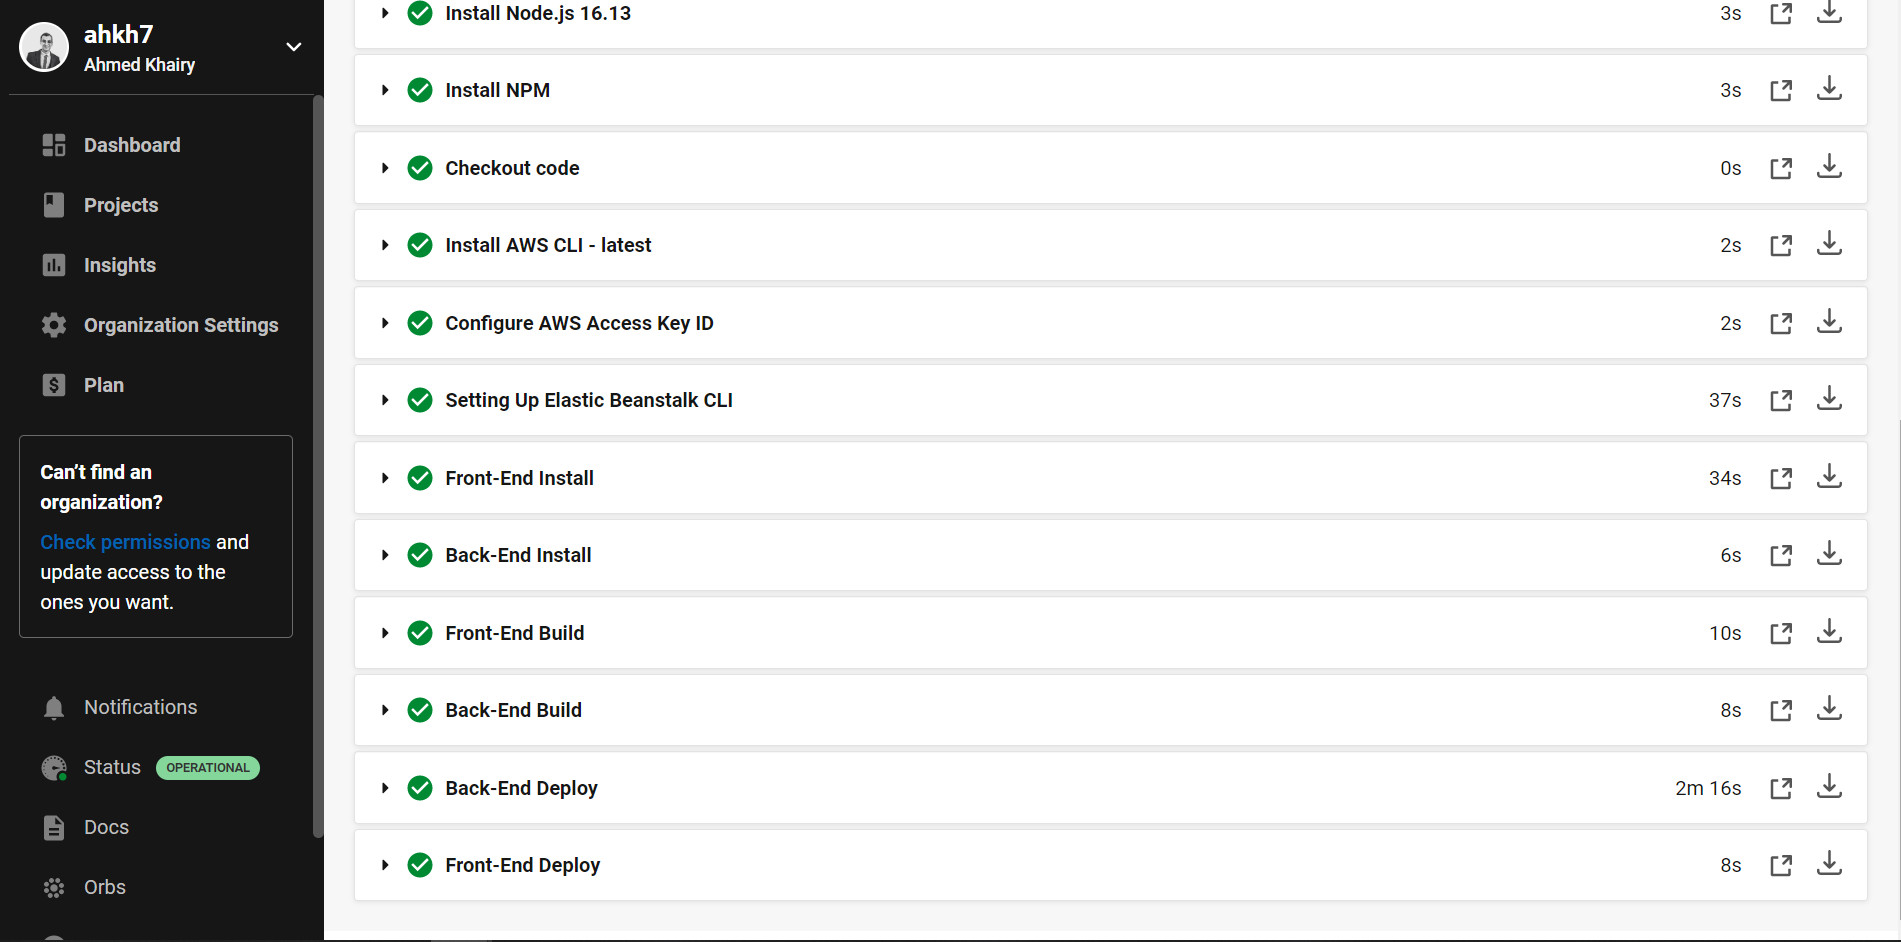 ahkh7
Ahmed Khairy
Dashboard
Projects
Insights
Organization Settings
Plan
Can’t find an
organization?
Check permissions and
update access to the
ones you want.
Notifications
Status OPERATIONAL
Docs
Orbs
Install Node.js 16.13 3s
Install NPM 3s
Checkout code 0s
Install AWS CLI - latest 2s
Configure AWS Access Key ID 2s
Setting Up Elastic Beanstalk CLI 37s
Front-End Install 34s
Back-End Install 6s
Front-End Build 10s
Back-End Build 8s
Back-End Deploy 2m 16s
Front-End Deploy 8s